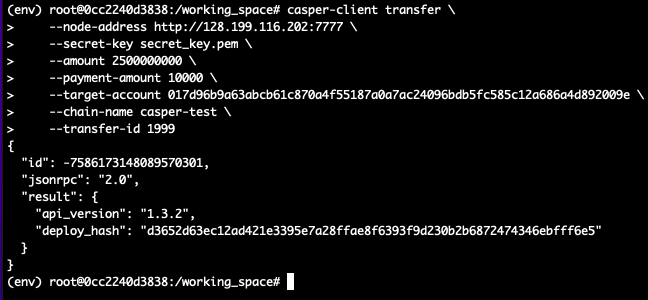 (env) root@0cc2240d3838:/working_space# casper-client transfer \
>     --node-address http://128.199.116.202:7777 \
>     --secret-key secret_key.pem \
>     --amount 2500000000 \
>     --payment-amount 10000 \
>     --target-account 017d96b9a63abcb61c870a4f55187a0a7ac24096bdb5fc585c12a686a4d892009e \
>     --chain-name casper-test \
>     --transfer-id 1999
{
  "id": -7586173148089570301,
  "jsonrpc": "2.0",
  "result": {
    "api_version": "1.3.2",
    "deploy_hash": "d3652d63ec12ad421e3395e7a28ffae8f6393f9d230b2b6872474346ebfff6e5"
  }
}
(env) root@0cc2240d3838:/working_space#